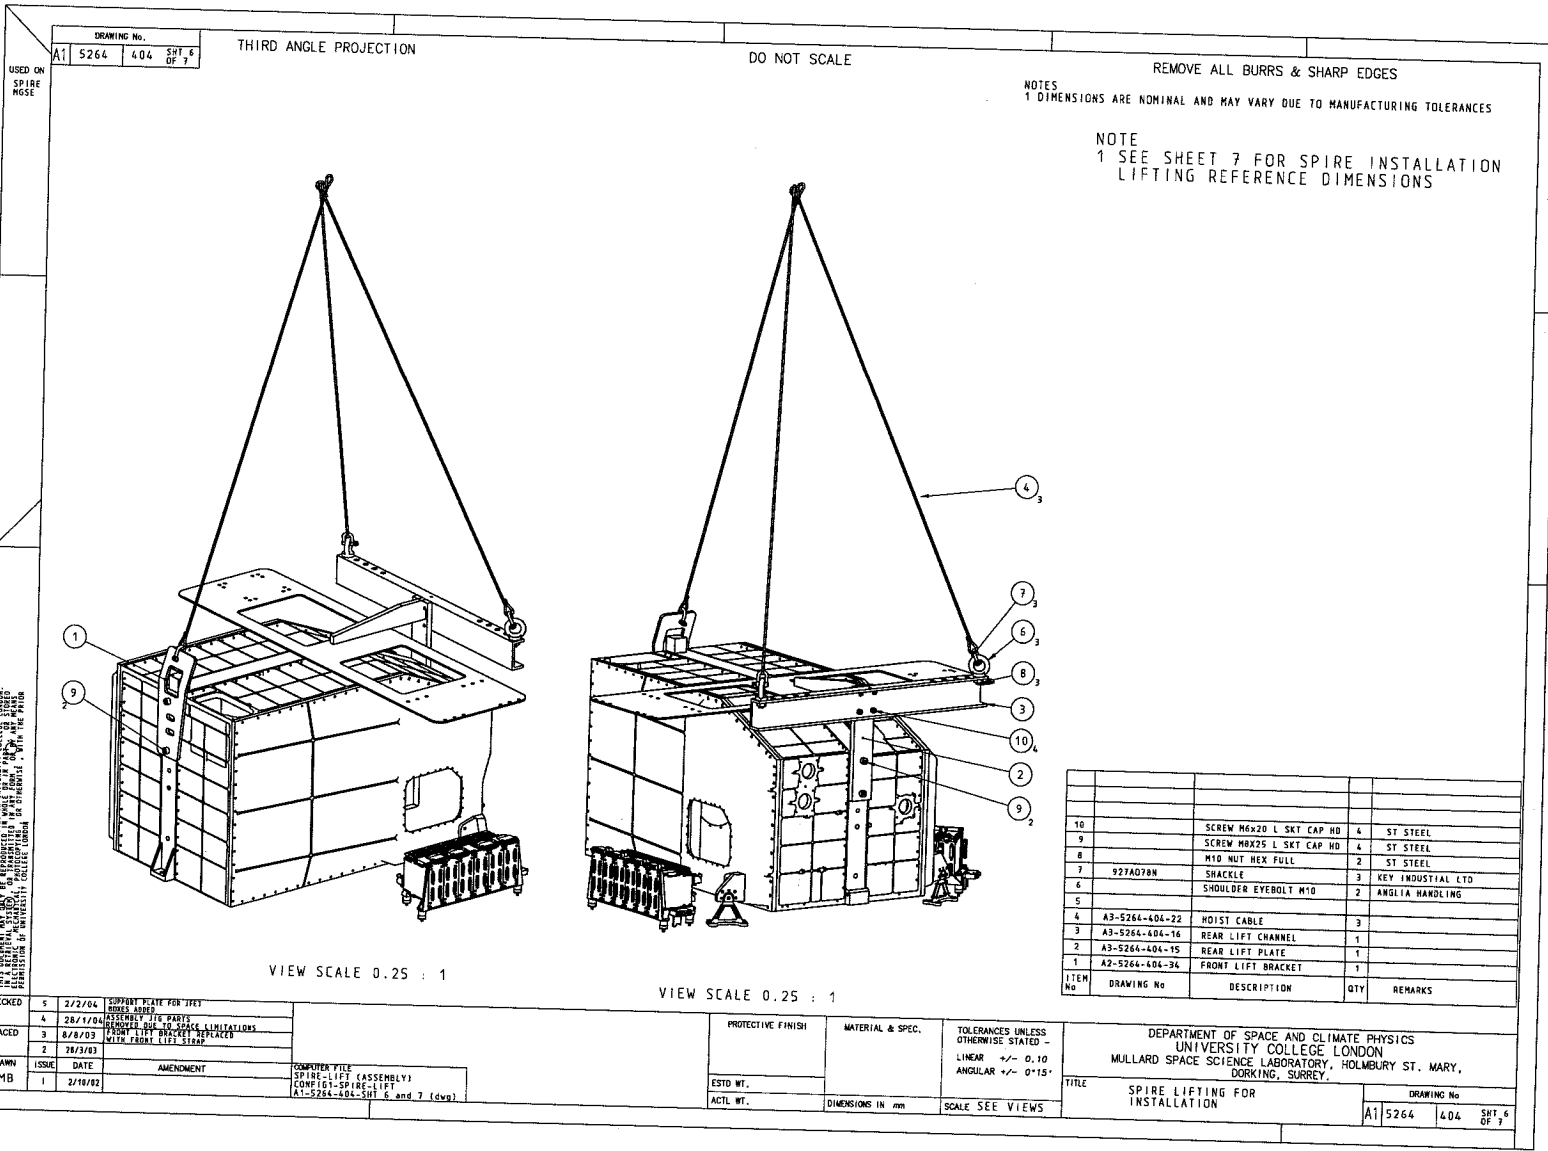 DRAWING No.
A1 5264 404 SHT 6 OF 7
THIRD ANGLE PROJECTION
DO NOT SCALE
REMOVE ALL BURRS & SHARP EDGES
USED ON
SPIRE
MGSE
NOTES
1 DIMENSIONS ARE NOMINAL AND MAY VARY DUE TO MANUFACTURING TOLERANCES
NOTE
1 SEE SHEET 7 FOR SPIRE INSTALLATION
LIFTING REFERENCE DIMENSIONS
4 3
7 3
6 3
8 3
3
10 4
2
9 2
1
9 2
VIEW SCALE 0.25 : 1
VIEW SCALE 0.25 : 1
10 SCREW M6x20 L SKT CAP HD 4 ST STEEL
9 SCREW M8X25 L SKT CAP HD 4 ST STEEL
8 M10 NUT HEX FULL 2 ST STEEL
7 927A078N SHACKLE 3 KEY INDUSTIAL LTD
6 SHOULDER EYEBOLT M10 2 ANGLIA HANDLING
5
4 A3-5264-404-22 HOIST CABLE 3
3 A3-5264-404-16 REAR LIFT CHANNEL 1
2 A3-5264-404-15 REAR LIFT PLATE 1
1 A2-5264-404-34 FRONT LIFT BRACKET 1
ITEM No DRAWING No DESCRIPTION QTY REMARKS
5 2/2/04 SUPPORT PLATE FOR JFET BOXES ADDED
4 28/1/04 ASSEMBLY JIG PARTS REMOVED DUE TO SPACE LIMITATIONS
3 8/8/03 FRONT LIFT BRACKET REPLACED WITH FRONT LIFT STRAP
2 28/3/03
ISSUE DATE AMENDMENT
1 2/10/02
COMPUTER FILE
SPIRE-LIFT (ASSEMBLY)
CONFIG1-SPIRE-LIFT
A1-5264-404-SHT 6 and 7 (dwg)
PROTECTIVE FINISH
ESTD WT.
ACTL WT.
MATERIAL & SPEC.
DIMENSIONS IN mm
TOLERANCES UNLESS
OTHERWISE STATED -
LINEAR +/- 0.10
ANGULAR +/- 0°15'
SCALE SEE VIEWS
DEPARTMENT OF SPACE AND CLIMATE PHYSICS
UNIVERSITY COLLEGE LONDON
MULLARD SPACE SCIENCE LABORATORY, HOLMBURY ST. MARY,
DORKING, SURREY.
TITLE
SPIRE LIFTING FOR
INSTALLATION
DRAWING No
A1 5264 404 SHT 6 OF 7